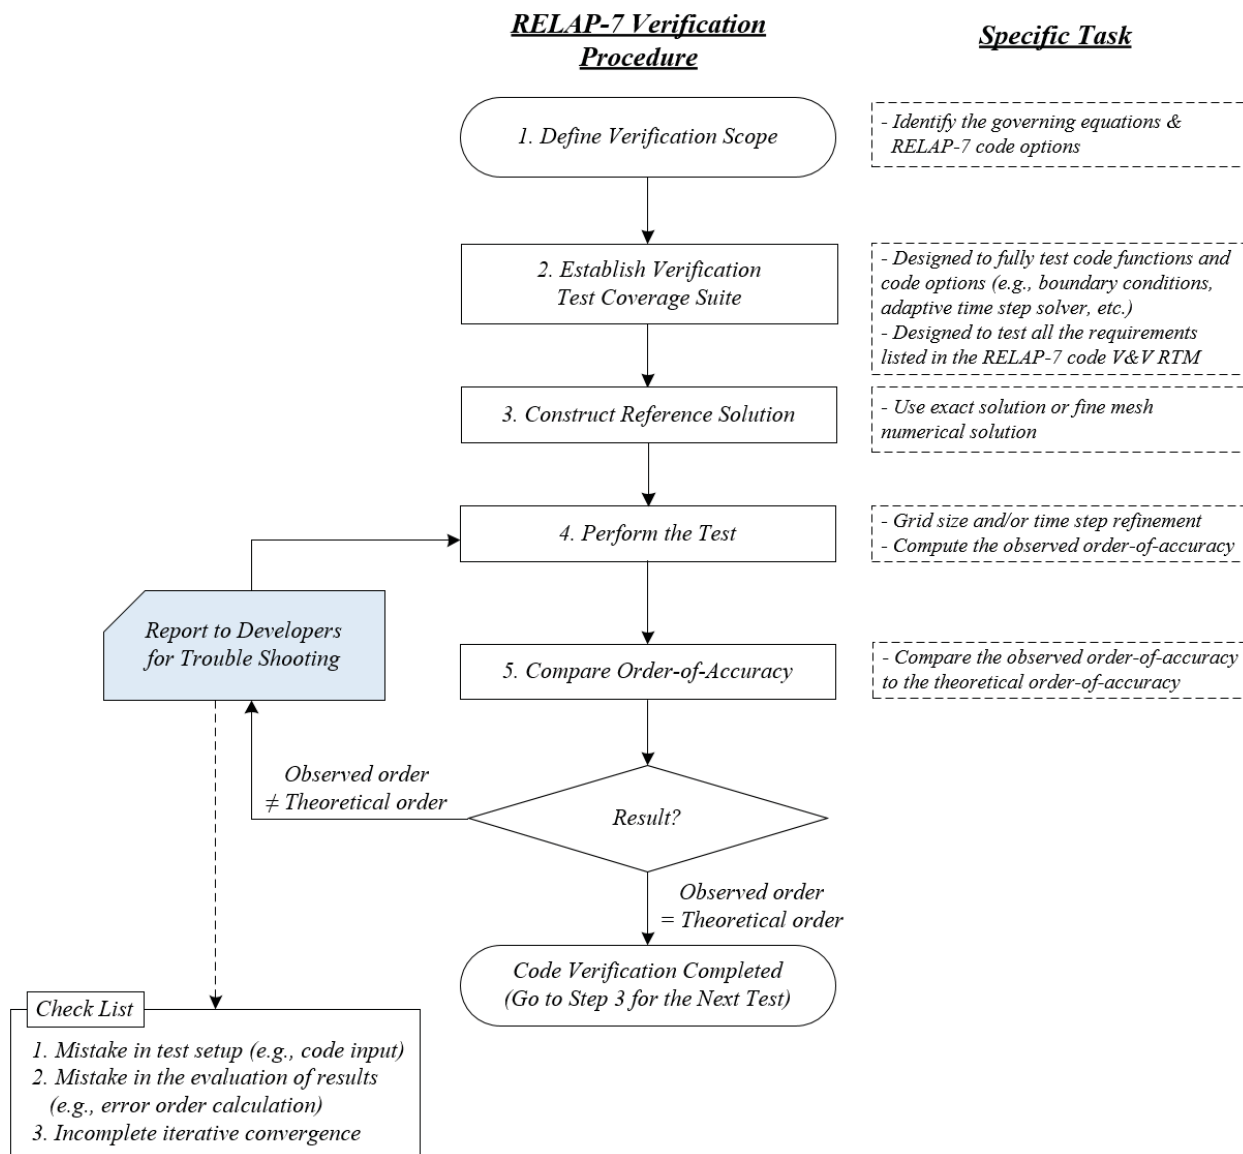 RELAP-7 Verification
Procedure
Specific Task
1. Define Verification Scope
- Identify the governing equations &
RELAP-7 code options
2. Establish Verification
Test Coverage Suite
- Designed to fully test code functions and
code options (e.g., boundary conditions,
adaptive time step solver, etc.)
- Designed to test all the requirements
listed in the RELAP-7 code V&V RTM
3. Construct Reference Solution
- Use exact solution or fine mesh
numerical solution
4. Perform the Test
- Grid size and/or time step refinement
- Compute the observed order-of-accuracy
Report to Developers
for Trouble Shooting
5. Compare Order-of-Accuracy
- Compare the observed order-of-accuracy
to the theoretical order-of-accuracy
Observed order
≠ Theoretical order
Result?
Observed order
= Theoretical order
Code Verification Completed
(Go to Step 3 for the Next Test)
Check List
1. Mistake in test setup (e.g., code input)
2. Mistake in the evaluation of results
(e.g., error order calculation)
3. Incomplete iterative convergence